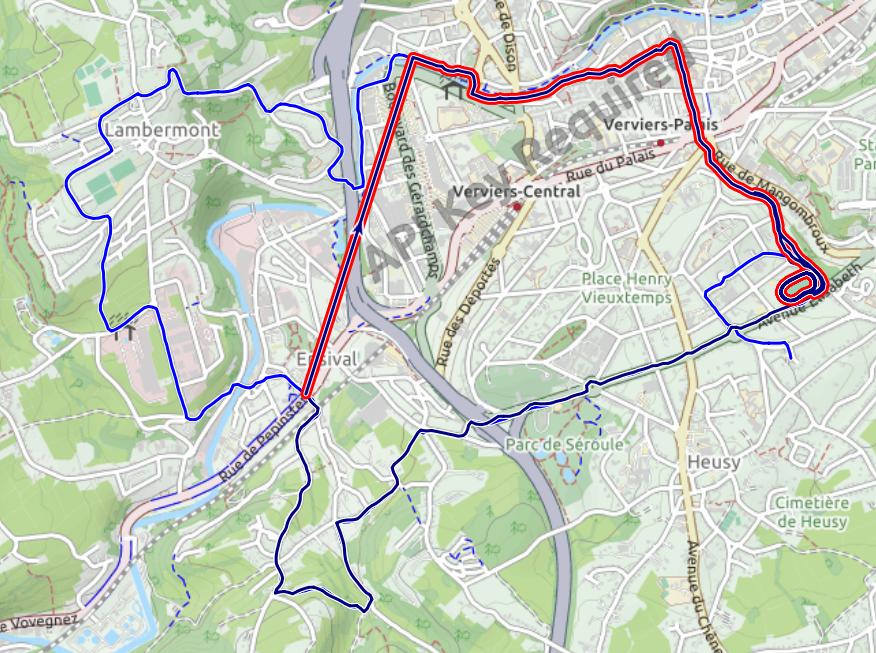 Rue de Dison
Lambermont
Boulevard des Gérardchamps
API Key Required
Verviers-Palais
Rue du Palais
Verviers-Central
Rue de Mangombroux
Place Henry
Vieuxtemps
Avenue Elisabeth
Rue des Déportés
Ensival
Rue de Pepinster
Parc de Séroule
Heusy
Cimetière
de Heusy
Avenue du Chêne
e Vovegnez
Sta
Par